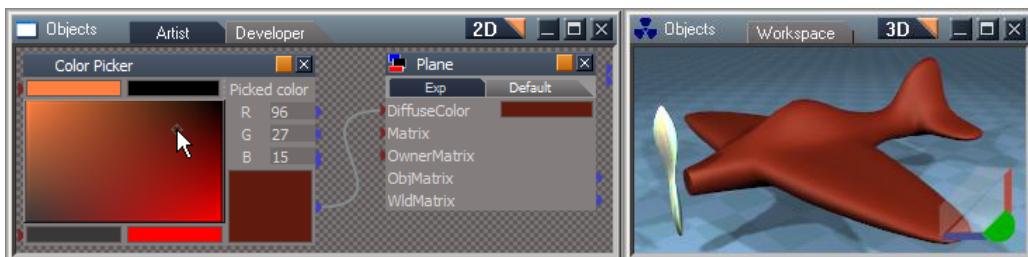 Objects Artist Developer 2D
Color Picker
Picked color
R 96
G 27
B 15
Plane
Exp Default
DiffuseColor
Matrix
OwnerMatrix
ObjMatrix
WldMatrix
Objects Workspace 3D